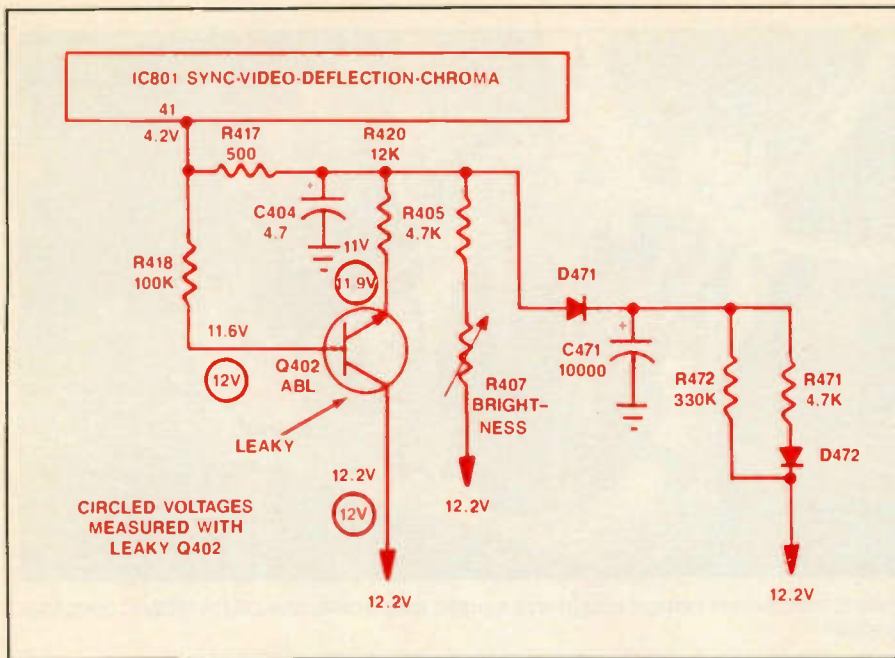 IC801 SYNC-VIDEO-DEFLECTION-CHROMA
41
4.2V
R417
500
R420
12K
C404
4.7
+
11V
R405
4.7K
R418
100K
11.9V
D471
11.6V
12V
Q402
ABL
+
C471
10000
R472
330K
R471
4.7K
R407
BRIGHT-
NESS
D472
LEAKY
12.2V
12V
12.2V
CIRCLED VOLTAGES
MEASURED WITH
LEAKY Q402
12.2V
12.2V